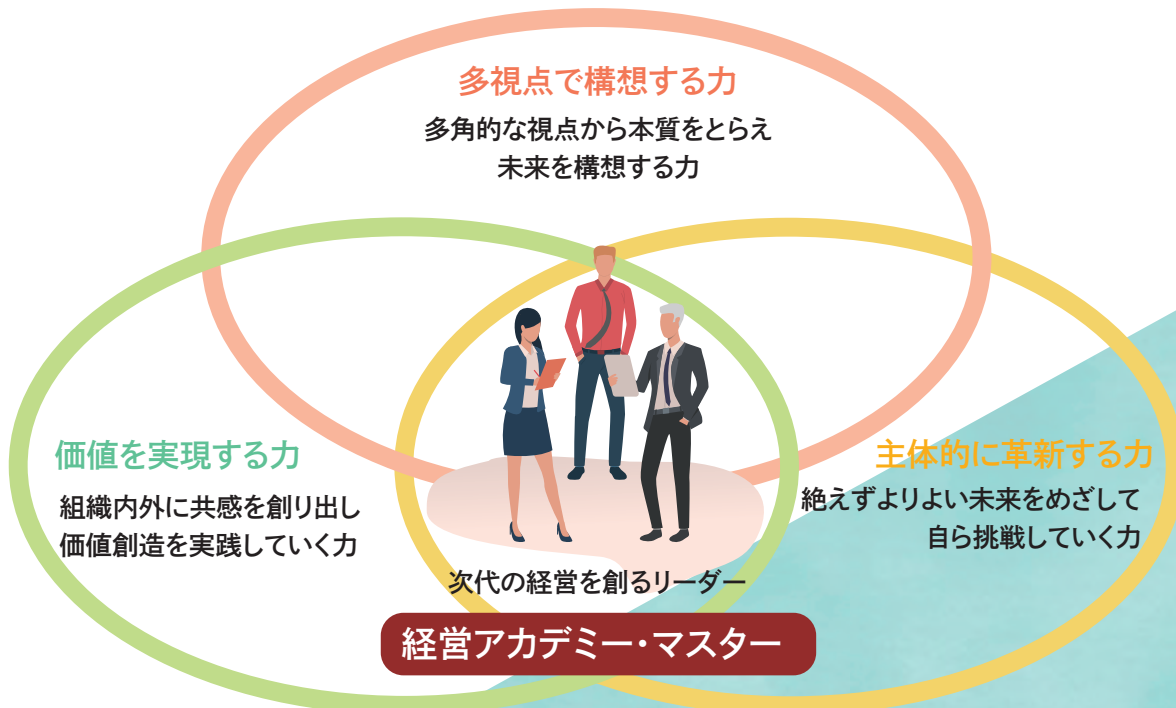 多視点で構想する力
多角的な視点から本質をとらえ
未来を構想する力
価値を実現する力
組織内外に共感を創り出し
価値創造を実践していく力
主体的に革新する力
絶えずよりよい未来をめざして
自ら挑戦していく力
次代の経営を創るリーダー
経営アカデミー・マスター